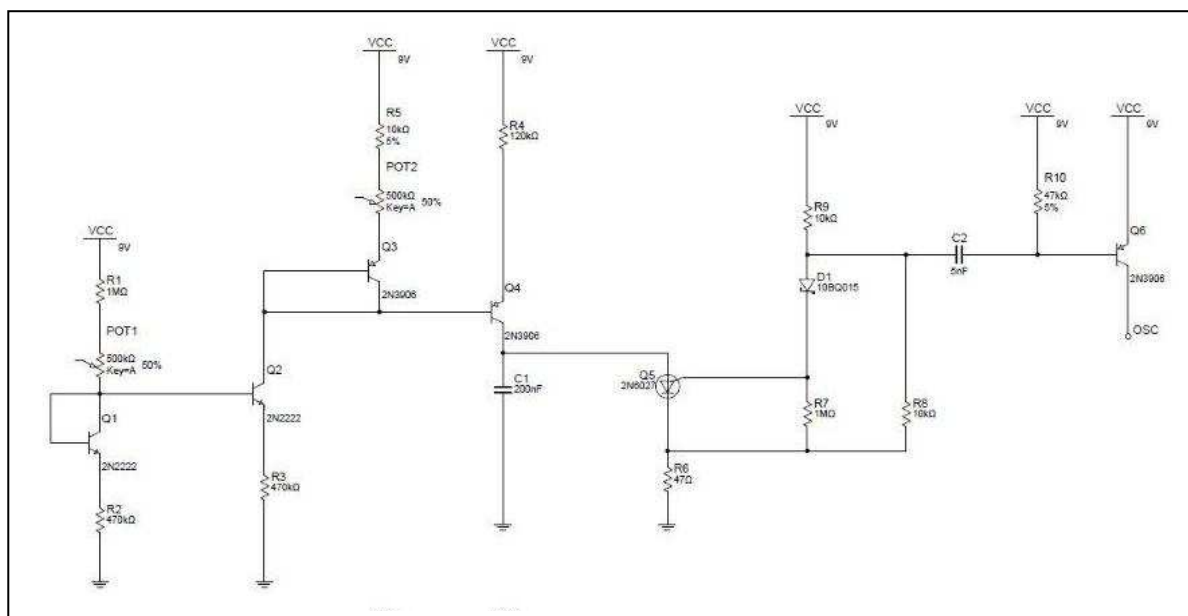 VCC
9V
R1
1MΩ
POT1
500kΩ
Key=A 50%
Q1
2N2222
R2
470kΩ
Q2
2N2222
R3
470kΩ
VCC
9V
R5
10kΩ
5%
POT2
500kΩ
Key=A 50%
Q3
2N3906
VCC
9V
R4
120kΩ
Q4
2N3906
C1
200nF
Q5
2N6027
R6
47Ω
VCC
9V
R9
10kΩ
D1
10BQ015
R7
1MΩ
R8
10kΩ
C2
5nF
VCC
9V
R10
47kΩ
5%
VCC
9V
Q6
2N3906
OSC